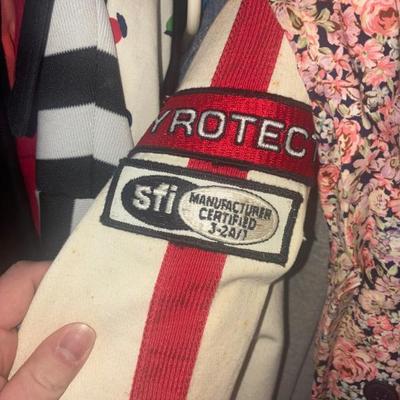 YROTECT
sfi
MANUFACTURER
CERTIFIED
3-2A/1